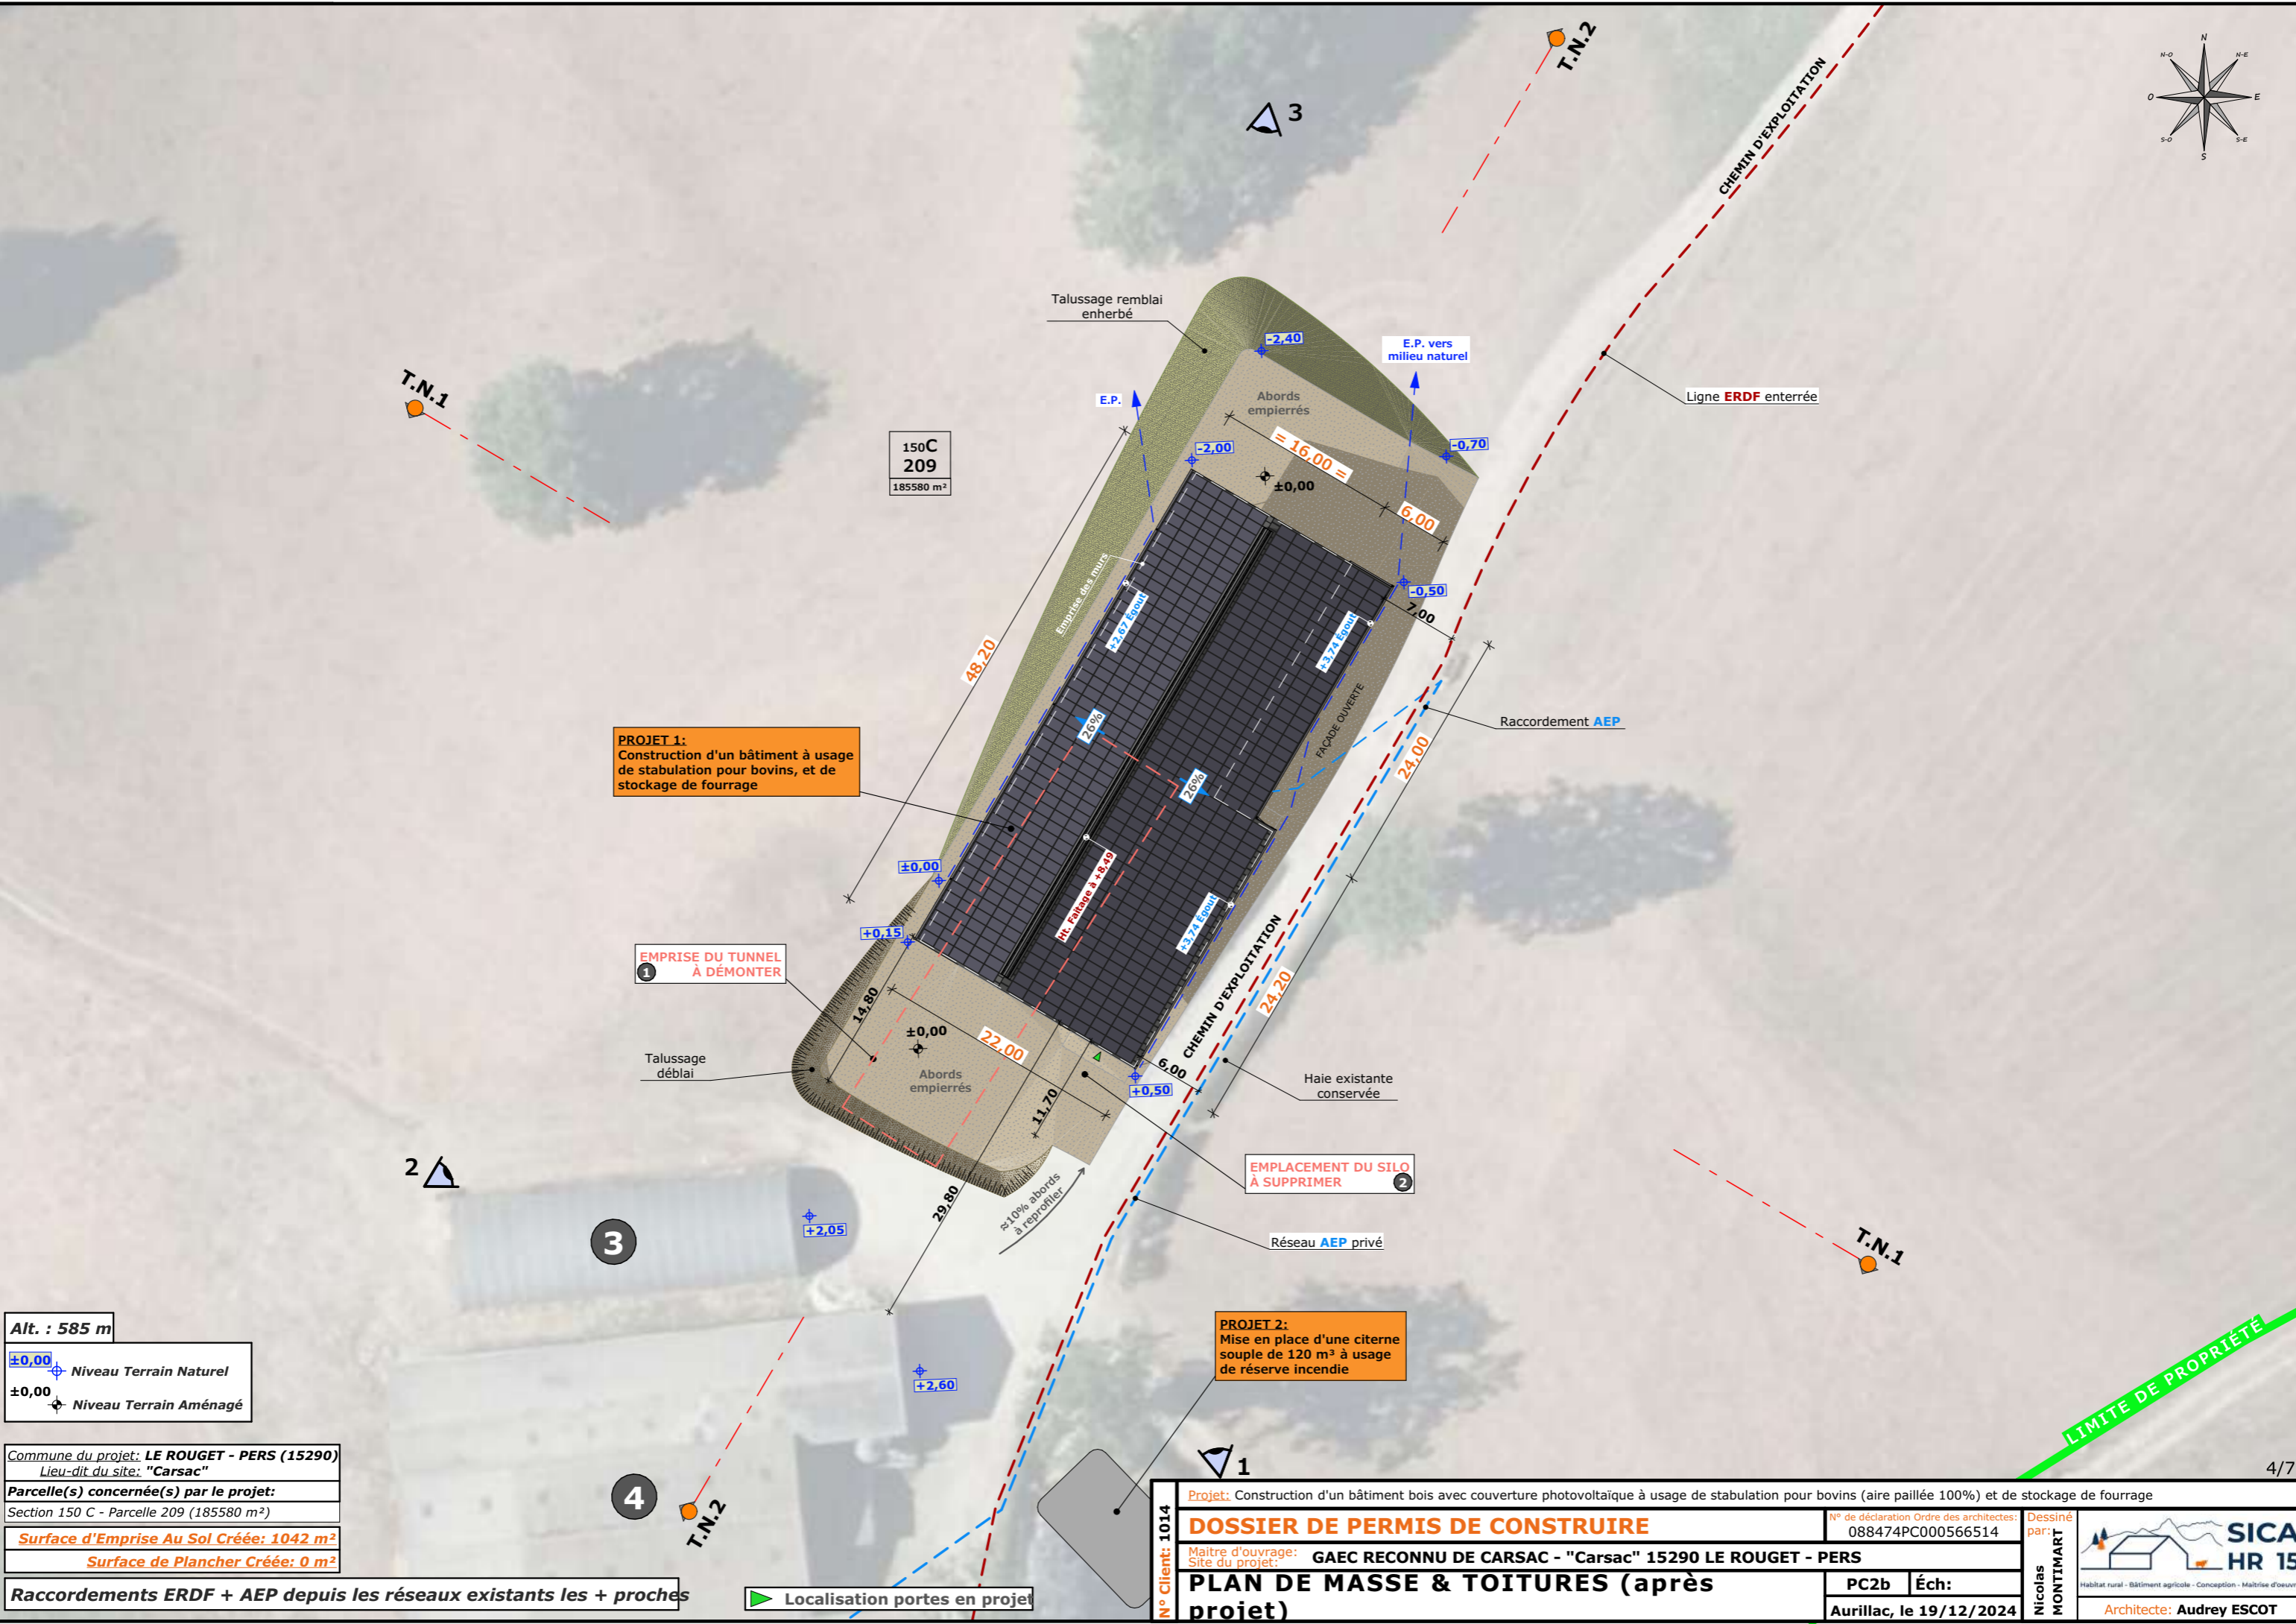 T.N.2
N
N-O
N-E
O
E
S-O
S-E
S
3
CHEMIN D'EXPLOITATION
Talussage remblai
enherbé
-2,40
E.P. vers
milieu naturel
T.N.1
E.P.
Abords
empierrés
Ligne ERDF enterrée
150C
209
185580 m²
-2,00
= 16,00 =
-0,70
±0,00
6,00
Emprise des murs
+2,67 Égout
-0,50
7,00
+3,74 Égout
48,20
FAÇADE OUVERTE
26%
Raccordement AEP
PROJET 1:
Construction d'un bâtiment à usage
de stabulation pour bovins, et de
stockage de fourrage
24,00
26%
±0,00
Ht. Faîtage à +8,49
+0,15
+3,74 Égout
EMPRISE DU TUNNEL
1 À DÉMONTER
CHEMIN D'EXPLOITATION
24,20
14,80
±0,00
22,00
Talussage
déblai
Abords
empierrés
6,00
+0,50
Haie existante
conservée
11,70
2
EMPLACEMENT DU SILO
À SUPPRIMER 2
29,80
≈10% abords
à reprofiler
+2,05
3
Réseau AEP privé
T.N.1
Alt. : 585 m
±0,00 Niveau Terrain Naturel
±0,00
Niveau Terrain Aménagé
+2,60
PROJET 2:
Mise en place d'une citerne
souple de 120 m³ à usage
de réserve incendie
LIMITE DE PROPRIÉTÉ
Commune du projet: LE ROUGET - PERS (15290)
Lieu-dit du site: "Carsac"
Parcelle(s) concernée(s) par le projet:
Section 150 C - Parcelle 209 (185580 m²)
Surface d'Emprise Au Sol Créée: 1042 m²
Surface de Plancher Créée: 0 m²
Raccordements ERDF + AEP depuis les réseaux existants les + proches
4
T.N.2
Localisation portes en projet
1
4/7
N° Client: 1014
Projet: Construction d'un bâtiment bois avec couverture photovoltaïque à usage de stabulation pour bovins (aire paillée 100%) et de stockage de fourrage
DOSSIER DE PERMIS DE CONSTRUIRE
N° de déclaration Ordre des architectes:
088474PC000566514
Maitre d'ouvrage:
Site du projet: GAEC RECONNU DE CARSAC - "Carsac" 15290 LE ROUGET - PERS
PLAN DE MASSE & TOITURES (après
projet)
PC2b Éch:
Aurillac, le 19/12/2024
Dessiné
par:
Nicolas
MONTIMART
SICA
HR 15
Habitat rural - Bâtiment agricole - Conception - Maîtrise d'oeuvre
Architecte: Audrey ESCOT